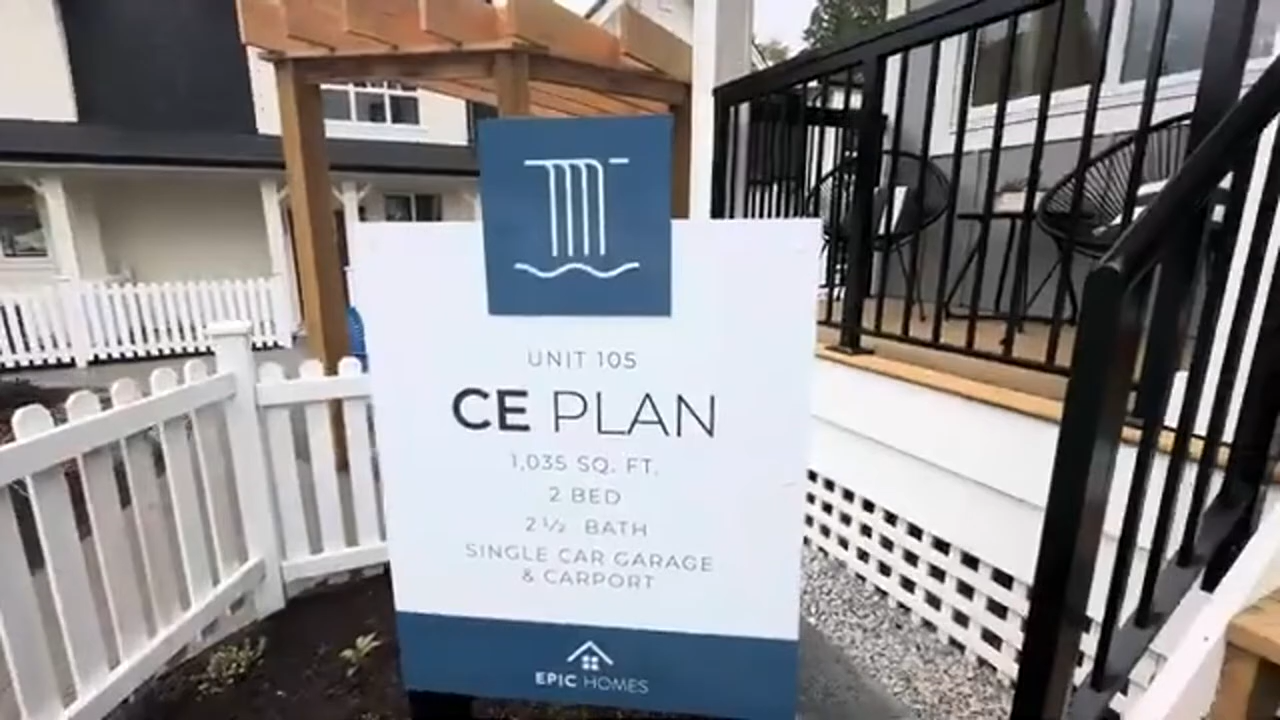 UNIT 105
CE PLAN
1,035 SQ. FT.
2 BED
2 ½ BATH
SINGLE CAR GARAGE
& CARPORT
EPIC HOMES